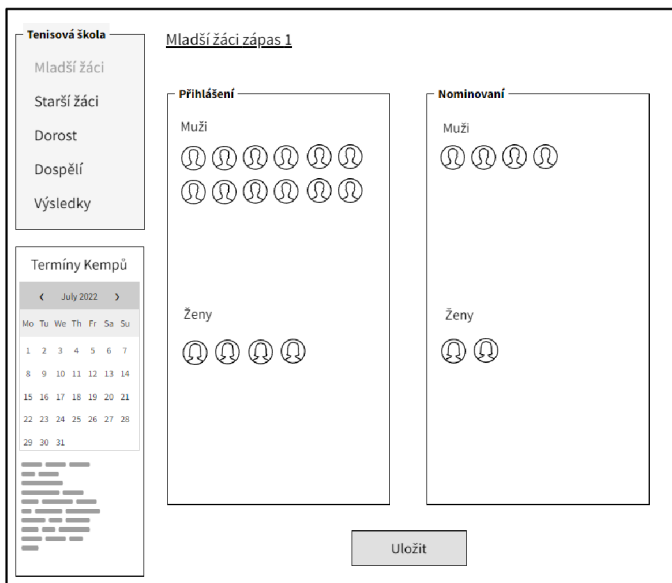 Tenisová škola
Mladší žáci
Starší žáci
Dorost
Dospělí
Výsledky
Termíny Kempů
‹ July 2022 ›
Mo Tu We Th Fr Sa Su
1 2 3 4 5 6 7
8 9 10 11 12 13 14
15 16 17 18 19 20 21
22 23 24 25 26 27 28
29 30 31
Mladší žáci zápas 1
Přihlášení
Muži
Ženy
Nominovaní
Muži
Ženy
Uložit